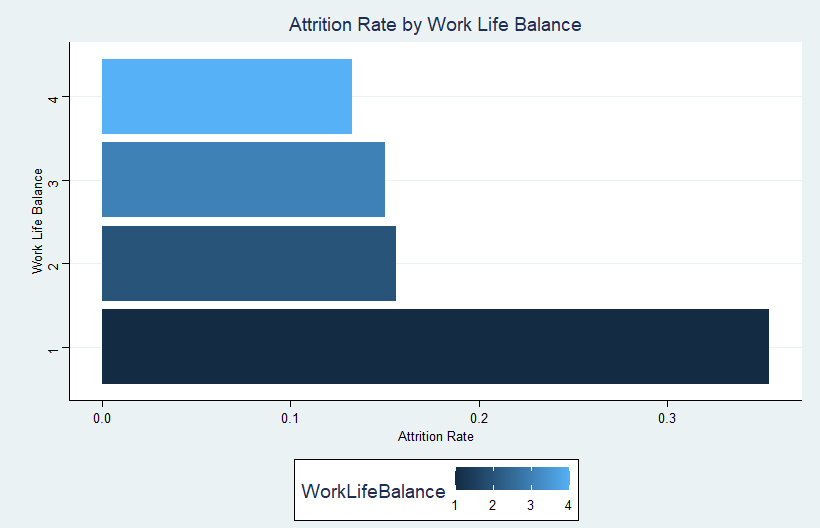 Attrition Rate by Work Life Balance
Work Life Balance
4
3
2
1
0.0 0.1 0.2 0.3
Attrition Rate
WorkLifeBalance
1 2 3 4